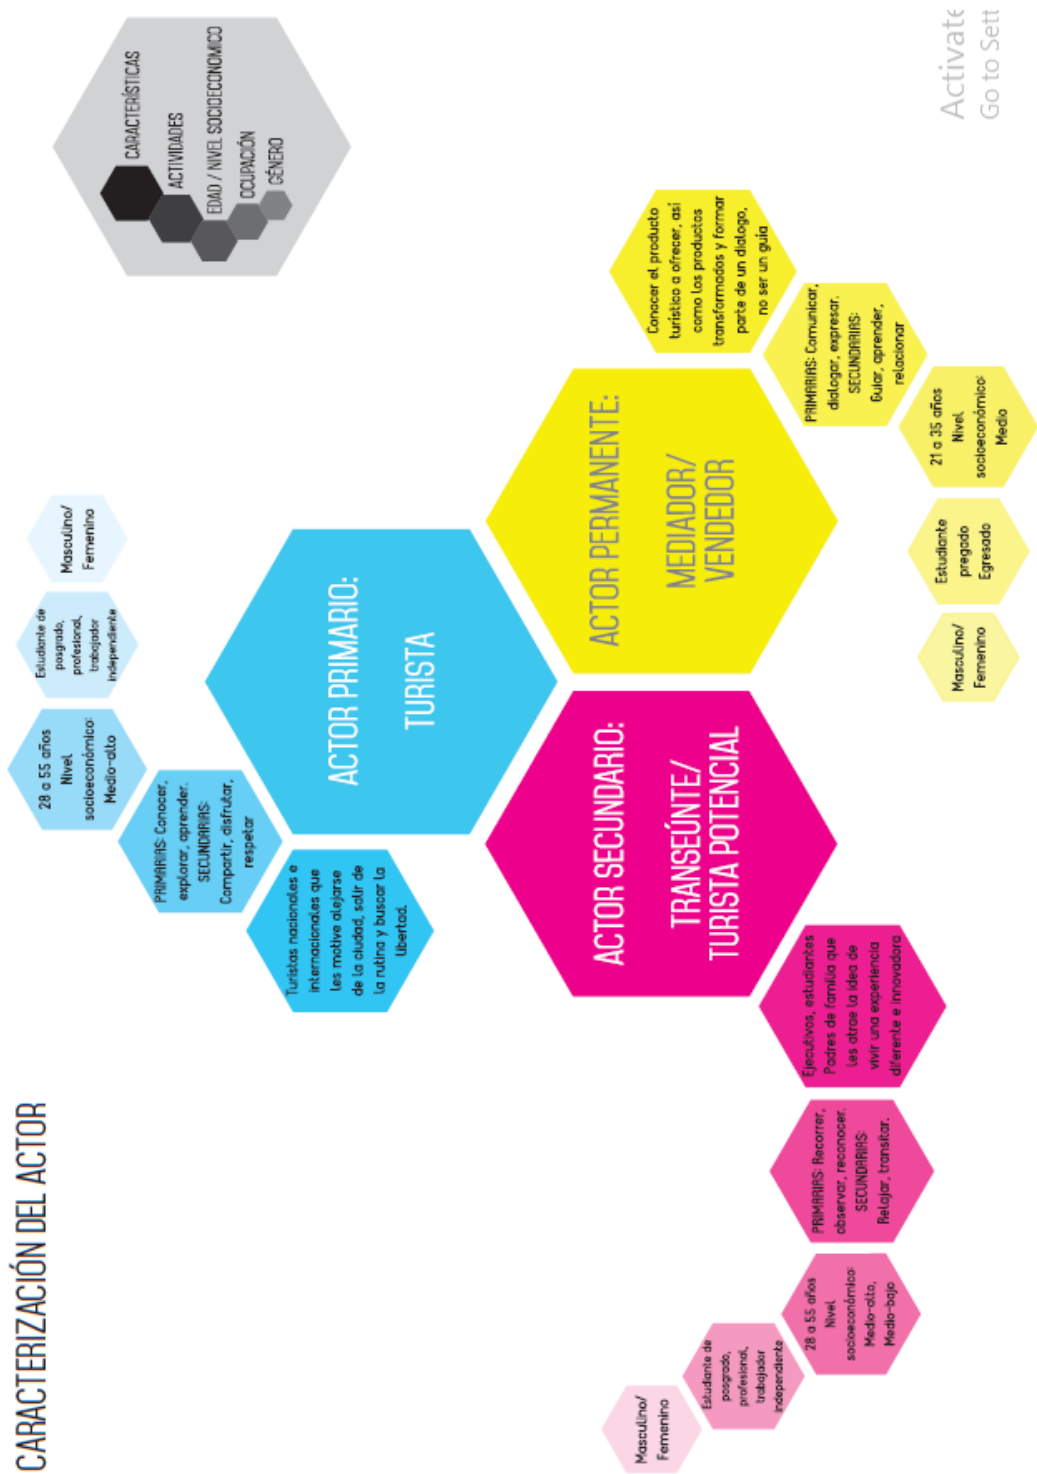 CARACTERIZACIÓN DEL ACTOR
CARACTERÍSTICAS
ACTIVIDADES
EDAD / NIVEL SOCIOECONOMICO
OCUPACIÓN
GÉNERO
ACTOR PRIMARIO:
TURISTA
Turistas nacionales e
internacionales que
les motive alejarse
de la ciudad, salir de
la rutina y buscar la
libertad.
PRIMARIAS: Conocer,
explorar, aprender.
SECUNDARIAS:
Compartir, disfrutar,
respetar
28 a 55 años
Nivel
socioeconómico:
Medio-alto
Estudiante de
posgrado,
profesional,
trabajador
independiente
Masculino/
Femenino
ACTOR SECUNDARIO:
TRANSEÚNTE/
TURISTA POTENCIAL
Ejecutivos, estudiantes
Padres de familia que
les atrae la idea de
vivir una experiencia
diferente e innovadora
PRIMARIAS: Recorrer,
observar, reconocer.
SECUNDARIAS:
Relajar, transitar.
28 a 55 años
Nivel
socioeconómico:
Medio-alto,
Medio-bajo
Estudiante de
posgrado,
profesional,
trabajador
independiente
Masculino/
Femenino
ACTOR PERMANENTE:
MEDIADOR/
VENDEDOR
Conocer el producto
turístico a ofrecer, así
como los productos
transformados y formar
parte de un dialogo,
no ser un guia
PRIMARIAS: Comunicar,
dialogar, expresar.
SECUNDARIAS:
Guiar, aprender,
relacionar
21 a 35 años
Nivel
socioeconómico:
Medio
Estudiante
pregado
Egresado
Masculino/
Femenino
Activate
Go to Sett